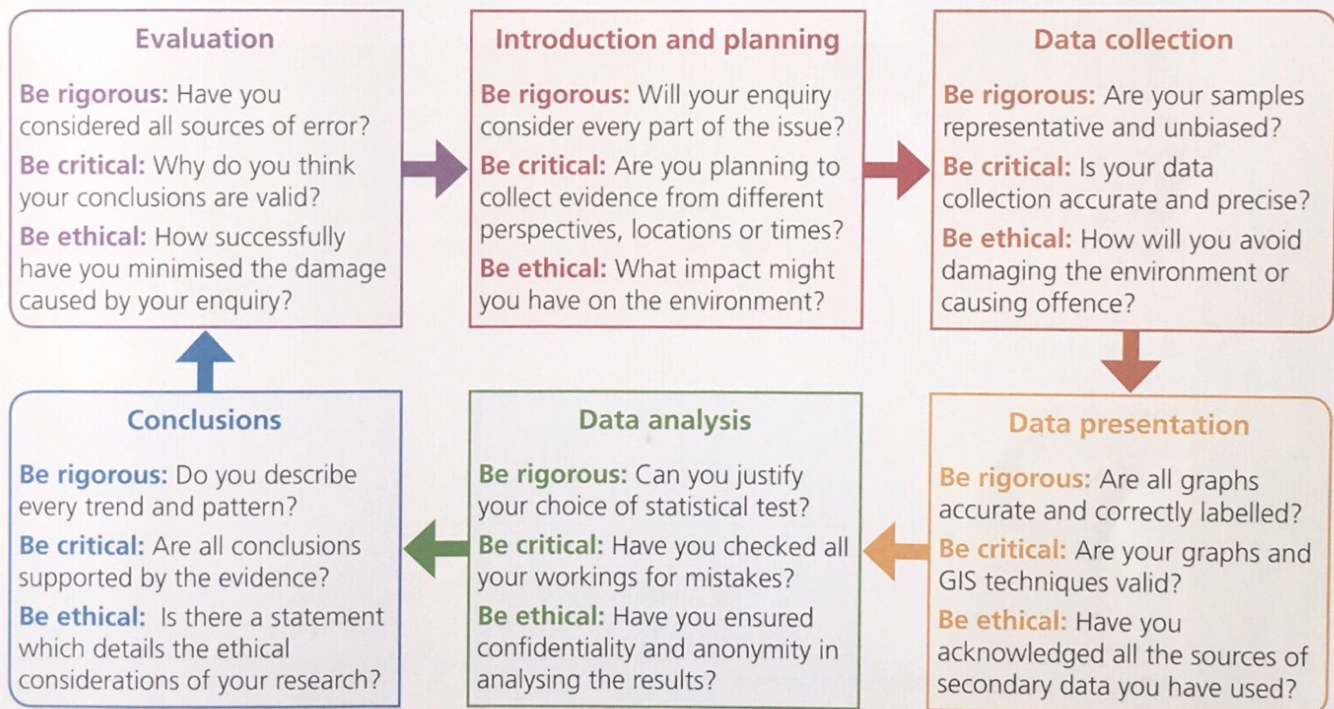 Evaluation
Be rigorous: Have you
considered all sources of error?
Be critical: Why do you think
your conclusions are valid?
Be ethical: How successfully
have you minimised the damage
caused by your enquiry?
Introduction and planning
Be rigorous: Will your enquiry
consider every part of the issue?
Be critical: Are you planning to
collect evidence from different
perspectives, locations or times?
Be ethical: What impact might
you have on the environment?
Data collection
Be rigorous: Are your samples
representative and unbiased?
Be critical: Is your data
collection accurate and precise?
Be ethical: How will you avoid
damaging the environment or
causing offence?
Conclusions
Be rigorous: Do you describe
every trend and pattern?
Be critical: Are all conclusions
supported by the evidence?
Be ethical: Is there a statement
which details the ethical
considerations of your research?
Data analysis
Be rigorous: Can you justify
your choice of statistical test?
Be critical: Have you checked all
your workings for mistakes?
Be ethical: Have you ensured
confidentiality and anonymity in
analysing the results?
Data presentation
Be rigorous: Are all graphs
accurate and correctly labelled?
Be critical: Are your graphs and
GIS techniques valid?
Be ethical: Have you
acknowledged all the sources of
secondary data you have used?